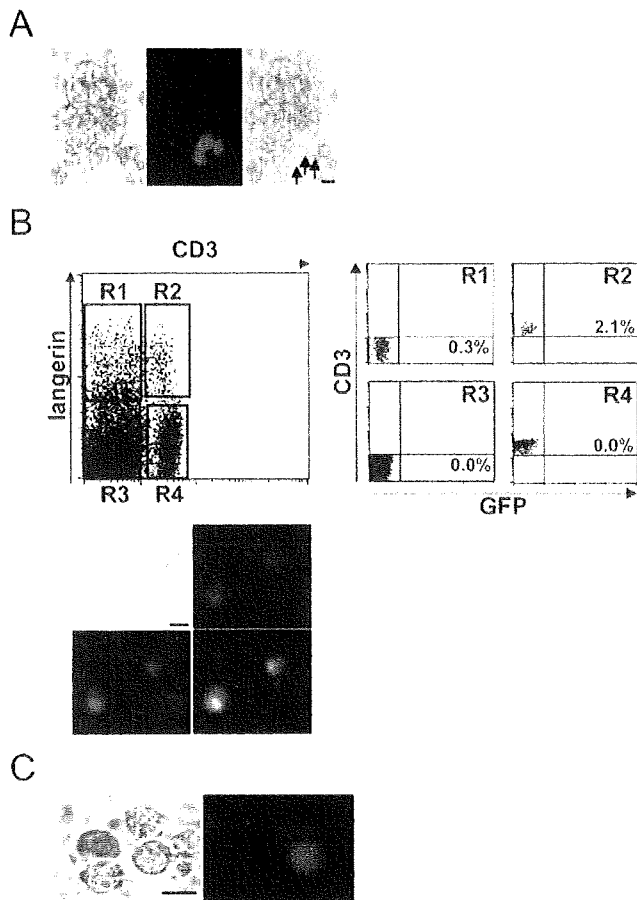 A
B
CD3
R1 R2
langerin
R3 R4
R1
0.3%
R2
2.1%
CD3
R3
0.0%
R4
0.0%
GFP
C